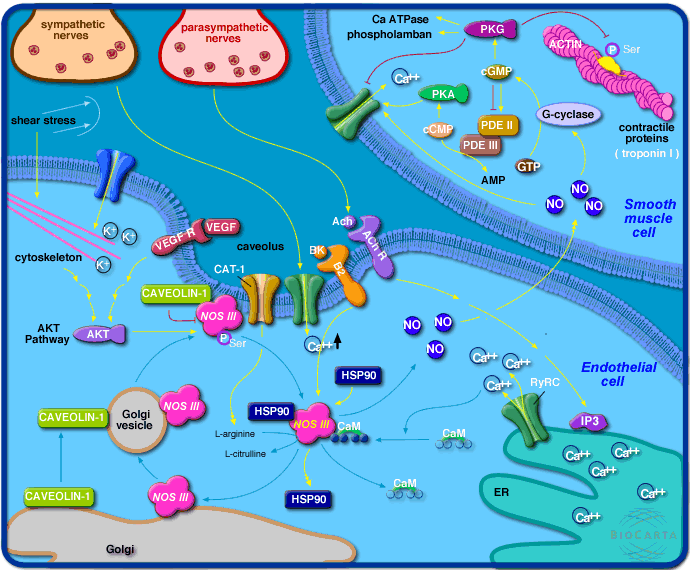 sympathetic
nerves
parasympathetic
nerves
Ca ATPase
phospholamban
PKG
ACTIN
P
Ser
Ca++
PKA
cGMP
cCMP
PDE II
PDE III
G-cyclase
contractile
proteins
( troponin I )
GTP
AMP
shear stress
NO
NO
NO
Smooth
muscle
cell
K+
K+
K+
VEGF-R
VEGF
caveolus
Ach
Ach R
BK
B2
cytoskeleton
CAT-1
CAVEOLIN-1
NOS III
P
Ser
AKT
Pathway
AKT
Ca++
NO
NO
NO
Endothelial
cell
Ca++
Ca++
RyRC
HSP90
HSP90
NOS III
CaM
IP3
CAVEOLIN-1
Golgi
vesicle
NOS III
L-arginine
L-citrulline
CaM
CaM
Ca++
Ca++
Ca++
Ca++
Ca++
CAVEOLIN-1
NOS III
HSP90
ER
Golgi
BIOCARTA